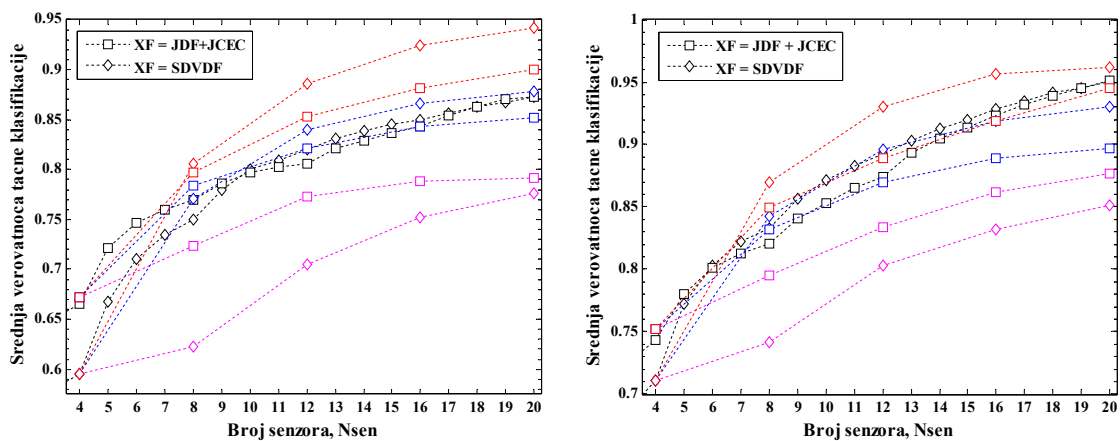 0.95
0.9
0.85
0.8
0.75
0.7
0.65
0.6
Srednja verovatnoca tacne klasifikacije
XF = JDF+JCEC
XF = SDVDF
4 5 6 7 8 9 10 11 12 13 14 15 16 17 18 19 20
Broj senzora, Nsen
1
0.95
0.9
0.85
0.8
0.75
0.7
Srednja verovatnoca tacne klasifikacije
XF = JDF + JCEC
XF = SDVDF
4 5 6 7 8 9 10 11 12 13 14 15 16 17 18 19 20
Broj senzora, Nsen